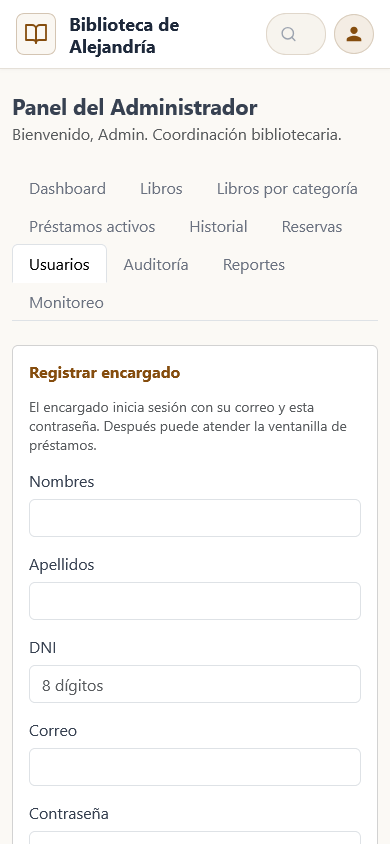 Biblioteca de
Alejandría
Panel del Administrador
Bienvenido, Admin. Coordinación bibliotecaria.
Dashboard Libros Libros por categoría
Préstamos activos Historial Reservas
Usuarios Auditoría Reportes
Monitoreo
Registrar encargado
El encargado inicia sesión con su correo y esta
contraseña. Después puede atender la ventanilla de
préstamos.
Nombres
Apellidos
DNI
8 dígitos
Correo
Contraseña